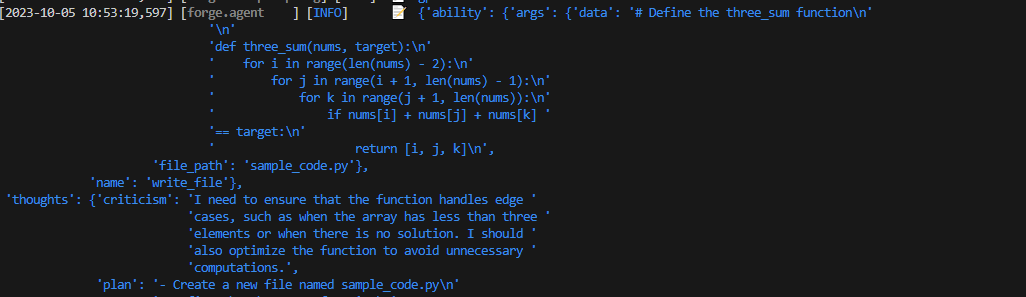 [2023-10-05 10:53:19,597] [forge.agent    ] [INFO]      📝  {'ability': {'args': {'data': '# Define the three_sum function\n'
                              '\n'
                              'def three_sum(nums, target):\n'
                              '    for i in range(len(nums) - 2):\n'
                              '        for j in range(i + 1, len(nums) - 1):\n'
                              '            for k in range(j + 1, len(nums)):\n'
                              '                if nums[i] + nums[j] + nums[k] '
                              '== target:\n'
                              '                    return [i, j, k]\n',
                      'file_path': 'sample_code.py'},
             'name': 'write_file'},
 'thoughts': {'criticism': 'I need to ensure that the function handles edge '
                           'cases, such as when the array has less than three '
                           'elements or when there is no solution. I should '
                           'also optimize the function to avoid unnecessary '
                           'computations.',
              'plan': '- Create a new file named sample_code.py\n'